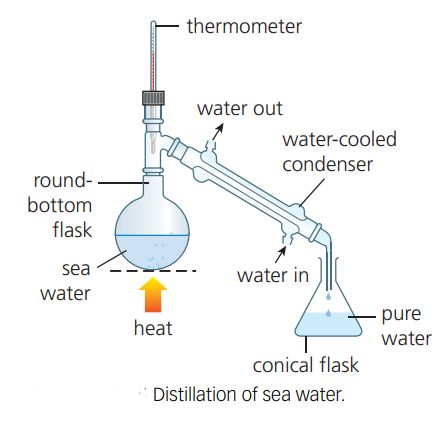 thermometer
water out
water-cooled
condenser
round-
bottom
flask
sea
water
water in
heat
pure
water
conical flask
Distillation of sea water.